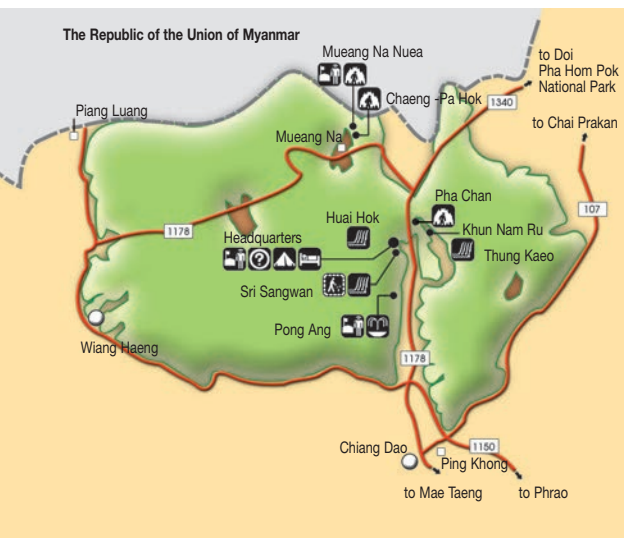 The Republic of the Union of Myanmar
Mueang Na Nuea
to Doi
Pha Hom Pok
National Park
Chaeng -Pa Hok
1340
Piang Luang
to Chai Prakan
Mueang Na
Pha Chan
107
Huai Hok
1178
Headquarters
?
Khun Nam Ru
Thung Kaeo
Sri Sangwan
Pong Ang
Wiang Haeng
1178
Chiang Dao
1150
Ping Khong
to Mae Taeng
to Phrao